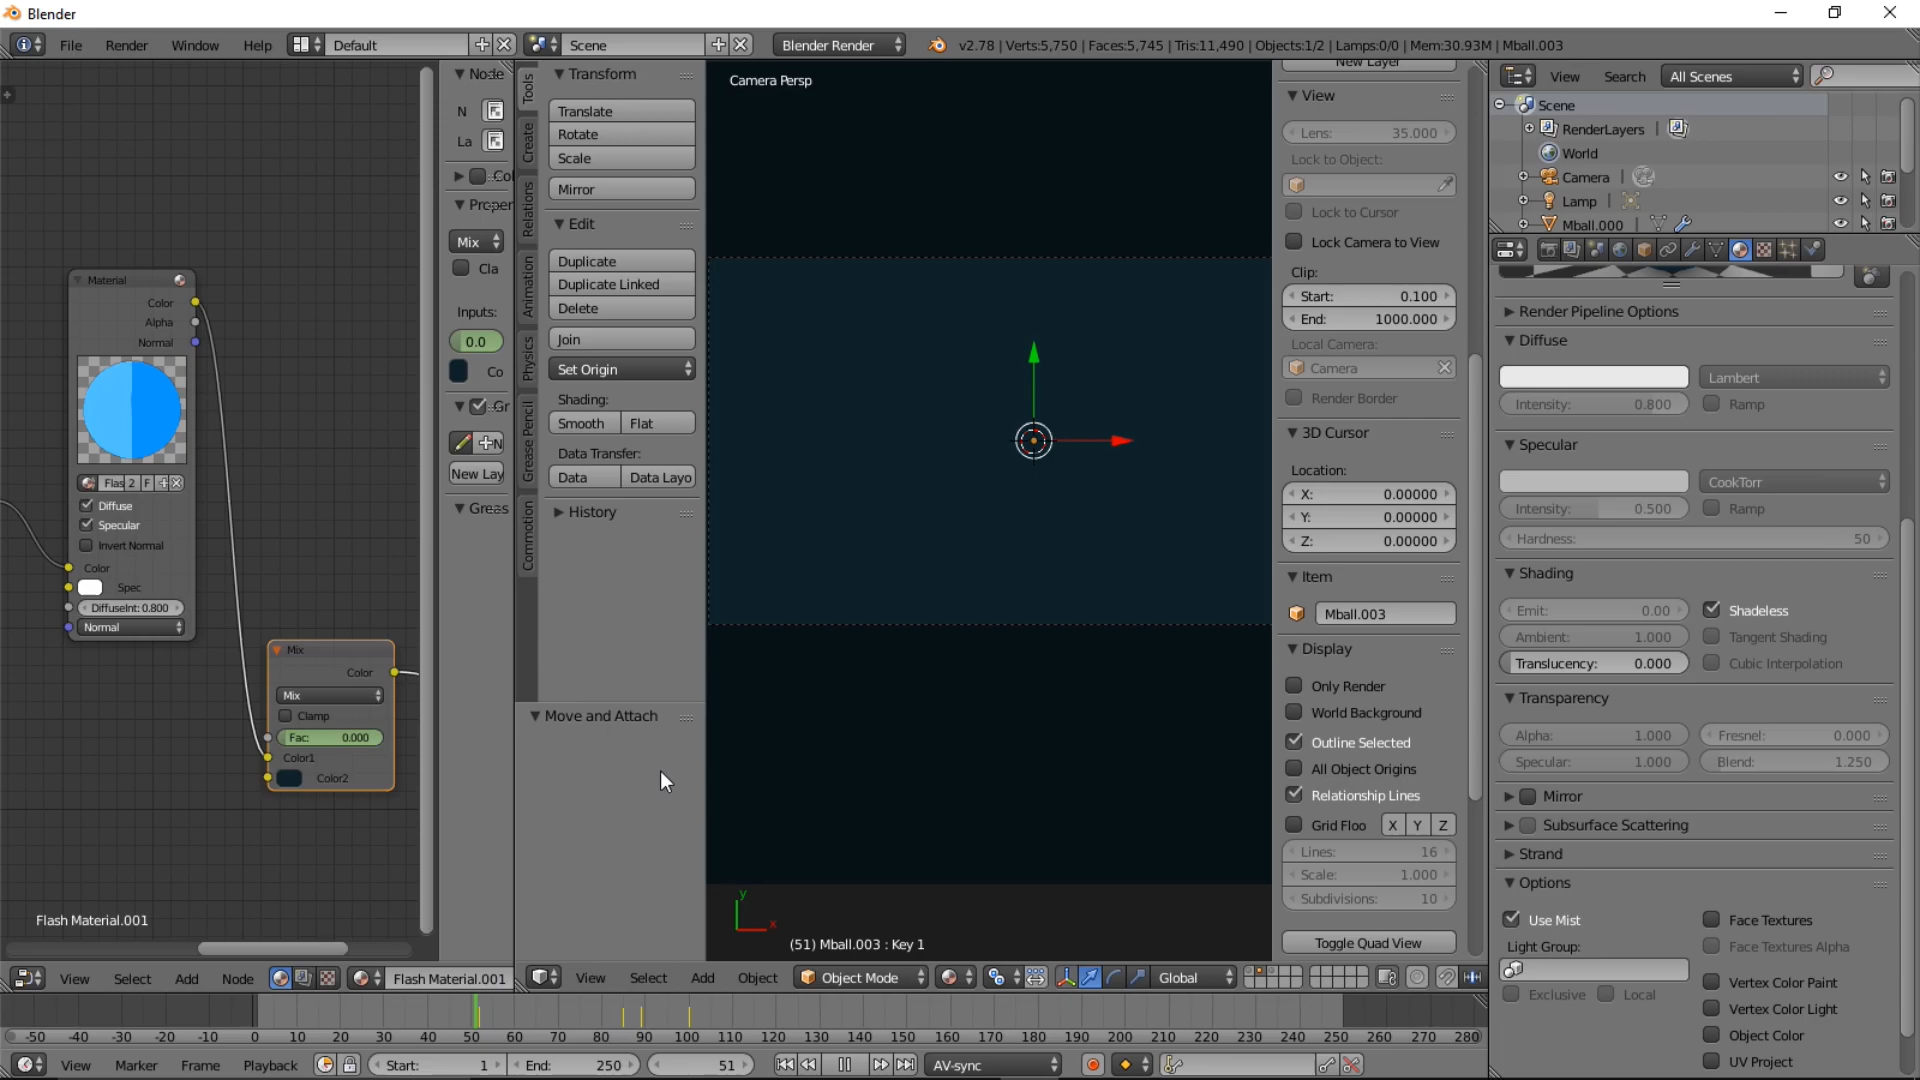 Blender
File Render Window Help Default Scene Blender Render v2.78 | Verts:5,750 | Faces:5,745 | Tris:11,490 | Objects:1/2 | Lamps:0/0 | Mem:30.93M | Mball.003
Node
N
La
Col
Proper
Mix
Cla
Inputs:
0.0
Co
Gr
N
New Lay
Greas
Material
Color
Alpha
Normal
Flas 2 F
Diffuse
Specular
Invert Normal
Color
Spec
DiffuseInt: 0.800
Normal
Mix
Color
Mix
Clamp
Fac: 0.000
Color1
Color2
Flash Material.001
View Select Add Node Flash Material.001
Tools
Create
Relations
Animation
Physics
Grease Pencil
Commotion
Transform
Translate
Rotate
Scale
Mirror
Edit
Duplicate
Duplicate Linked
Delete
Join
Set Origin
Shading:
Smooth Flat
Data Transfer:
Data Data Layo
History
Move and Attach
Camera Persp
y
x
(51) Mball.003 : Key 1
View Select Add Object Object Mode Global
New Layer
View
Lens: 35.000
Lock to Object:
Lock to Cursor
Lock Camera to View
Clip:
Start: 0.100
End: 1000.000
Local Camera:
Camera
Render Border
3D Cursor
Location:
X: 0.00000
Y: 0.00000
Z: 0.00000
Item
Mball.003
Display
Only Render
World Background
Outline Selected
All Object Origins
Relationship Lines
Grid Floo X Y Z
Lines: 16
Scale: 1.000
Subdivisions: 10
Toggle Quad View
View Search All Scenes
Scene
RenderLayers |
World
Camera |
Lamp |
Mball.000 |
Render Pipeline Options
Diffuse
Lambert
Intensity: 0.800 Ramp
Specular
CookTorr
Intensity: 0.500 Ramp
Hardness: 50
Shading
Emit: 0.00 Shadeless
Ambient: 1.000 Tangent Shading
Translucency: 0.000 Cubic Interpolation
Transparency
Alpha: 1.000 Fresnel: 0.000
Specular: 1.000 Blend: 1.250
Mirror
Subsurface Scattering
Strand
Options
Use Mist Face Textures
Light Group: Face Textures Alpha
Vertex Color Paint
Exclusive Local
Vertex Color Light
Object Color
UV Project
-50 -40 -30 -20 -10 0 10 20 30 40 50 60 70 80 90 100 110 120 130 140 150 160 170 180 190 200 210 220 230 240 250 260 270 280
View Marker Frame Playback Start: 1 End: 250 51 AV-sync